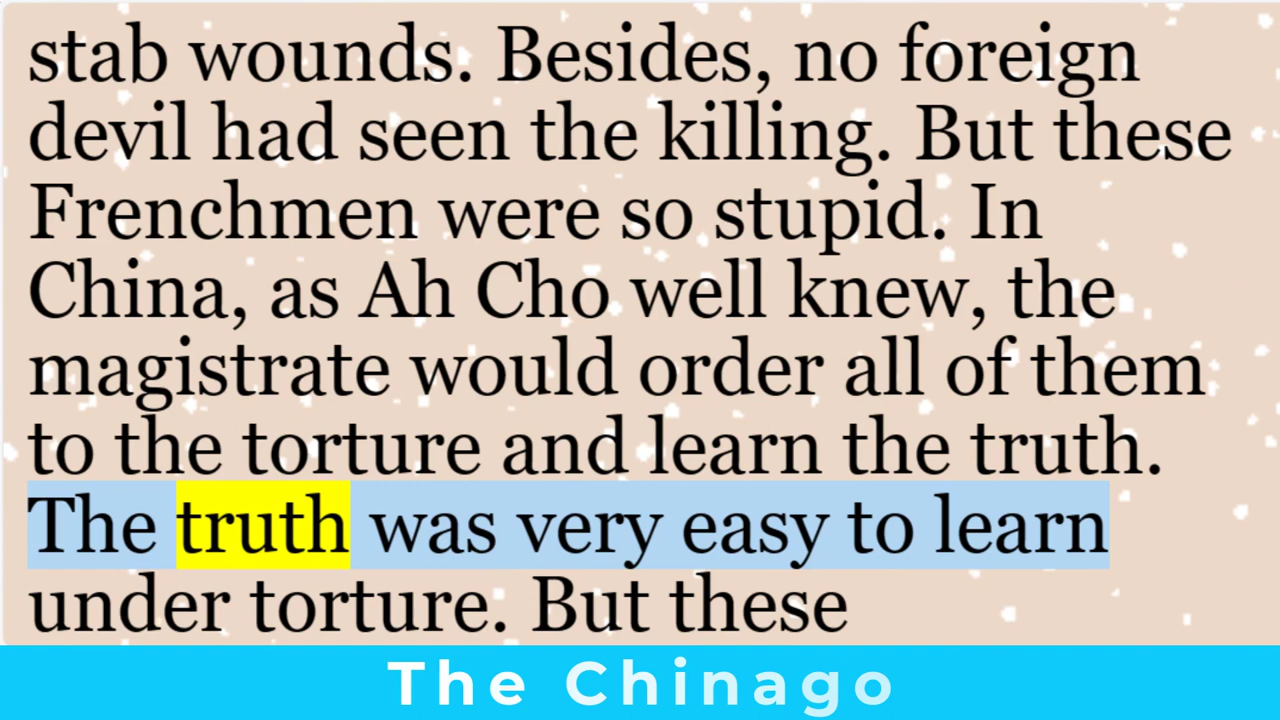 stab wounds. Besides, no foreign
devil had seen the killing. But these
Frenchmen were so stupid. In
China, as Ah Cho well knew, the
magistrate would order all of them
to the torture and learn the truth.
The truth was very easy to learn
under torture. But these
The Chinago